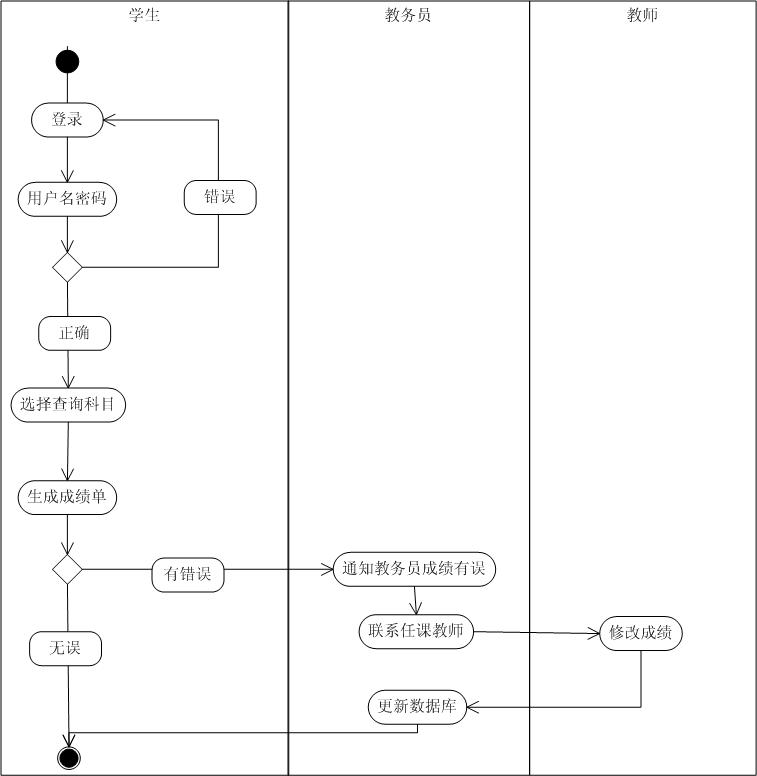 学生
教务员
教师
登录
用户名密码
错误
正确
选择查询科目
生成成绩单
有错误
通知教务员成绩有误
联系任课教师
修改成绩
无误
更新数据库